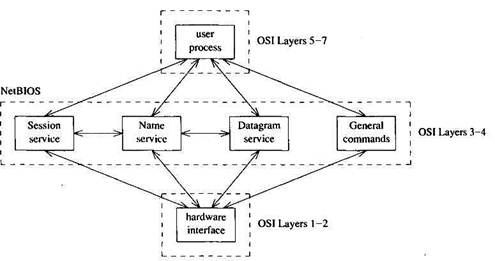 user
process
OSI Layers 5-7
NetBIOS
Session
service
Name
service
Datagram
service
General
commands
OSI Layers 3-4
hardware
interface
OSI Layers 1-2